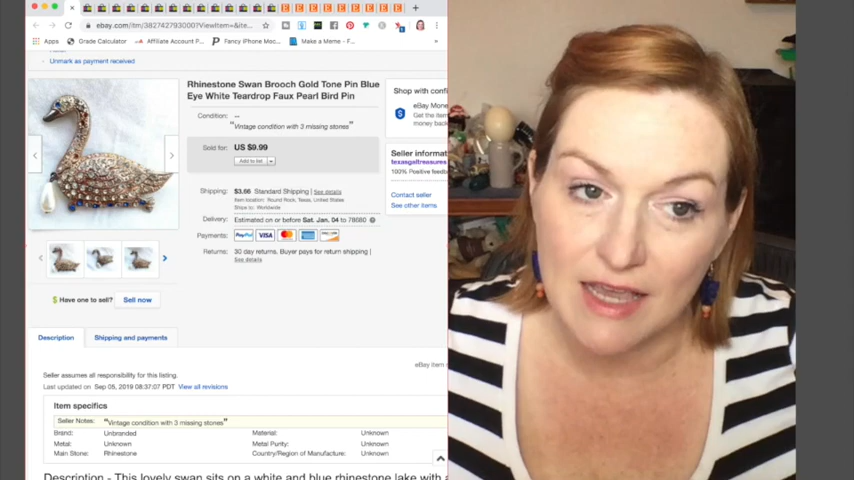 ebay.com/itm/382742793000?ViewItem=&ite...
Apps
Grade Calculator
Affiliate Account P...
Fancy iPhone Moc...
Make a Meme - F...
Unmark as payment received
Rhinestone Swan Brooch Gold Tone Pin Blue
Eye White Teardrop Faux Pearl Bird Pin
Condition: --
"Vintage condition with 3 missing stones"
Sold for: US $9.99
Add to list
Shipping: $3.66 Standard Shipping | See details
Item location: Round Rock, Texas, United States
Ships to: Worldwide
Delivery: Estimated on or before Sat. Jan. 04 to 78080
Payments: PayPal VISA
Returns: 30 day returns. Buyer pays for return shipping |
See details
Shop with confi
eBay Mone
Get the item
money back
Seller informat
texasgaltreasures
100% Positive feedb
Contact seller
See other items
Have one to sell? Sell now
Description
Shipping and payments
eBay item
Seller assumes all responsibility for this listing.
Last updated on Sep 05, 2019 08:37:07 PDT View all revisions
Item specifics
Seller Notes: "Vintage condition with 3 missing stones"
Brand: Unbranded Material: Unknown
Metal: Unknown Metal Purity: Unknown
Main Stone: Rhinestone Country/Region of Manufacture: Unknown
Description - This lovely swan sits on a white and blue rhinestone lake with a